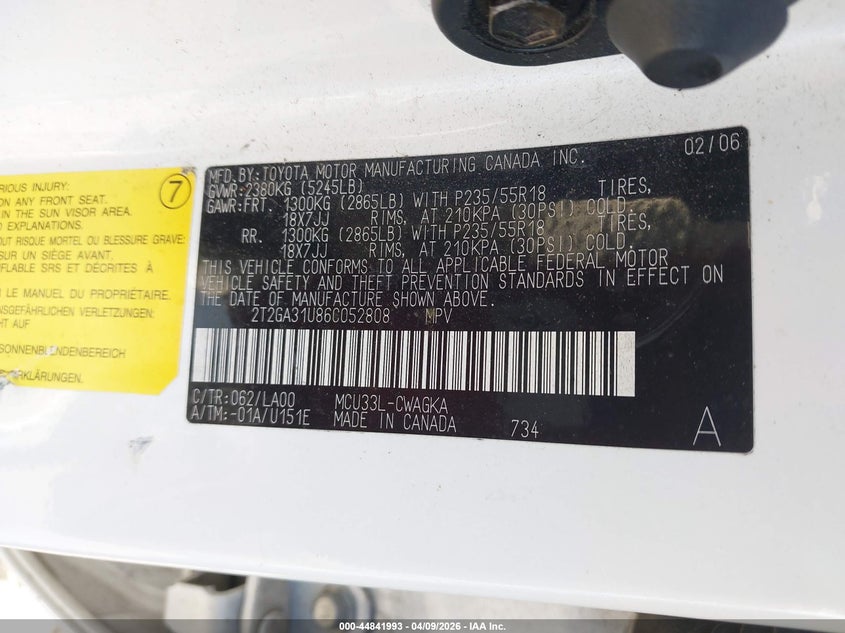 RIOUS INJURY:
ON ANY FRONT SEAT.
IN THE SUN VISOR AREA.
EXPLANATIONS.
OUT RISQUE MORTEL OU BLESSURE GRAVE:
SUR UN SIÈGE AVANT.
FLABLE SRS ET DÉCRITES À
LE MANUEL DU PROPRIÉTAIRE.
NSGEFÄHRLICHEN VERLETZUNGEN:
HT AUF
SONNENBLENDENBEREICH
ERKLÄRUNGEN.
7
MFD. BY: TOYOTA MOTOR MANUFACTURING CANADA INC. 02/06
GVWR: 2380KG (5245LB)
GAWR: FRT. 1300KG (2865LB) WITH P235/55R18 TIRES,
18X7JJ RIMS, AT 210KPA (30PSI) COLD.
RR. 1300KG (2865LB) WITH P235/55R18 TIRES,
18X7JJ RIMS, AT 210KPA (30PSI) COLD.
THIS VEHICLE CONFORMS TO ALL APPLICABLE FEDERAL MOTOR
VEHICLE SAFETY AND THEFT PREVENTION STANDARDS IN EFFECT ON
THE DATE OF MANUFACTURE SHOWN ABOVE.
2T2GA31U86C052808 MPV
C/TR: 062/LA00 MCU33L-CWAGKA
A/TM: -01A/U151E MADE IN CANADA 734 A
000-44841993 - 04/09/2026 - IAA Inc.